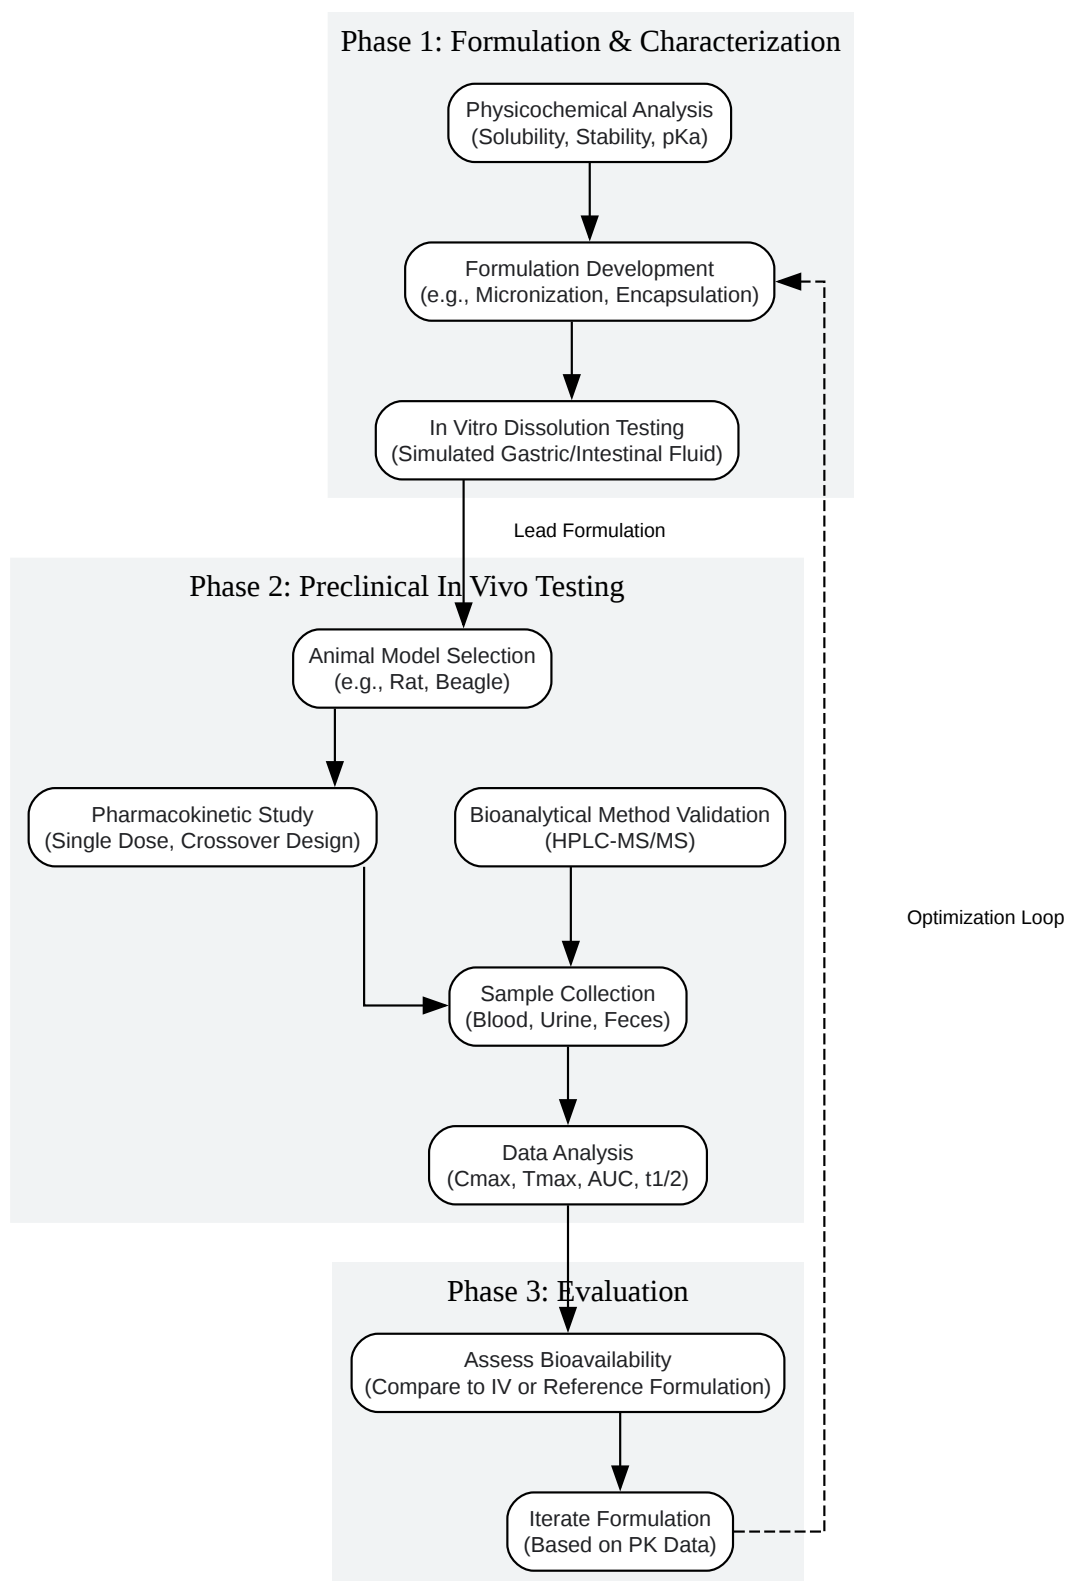 Phase 1: Formulation & Characterization
Physicochemical Analysis
(Solubility, Stability, pKa)
Formulation Development
(e.g., Micronization, Encapsulation)
In Vitro Dissolution Testing
(Simulated Gastric/Intestinal Fluid)
Lead Formulation
Phase 2: Preclinical In Vivo Testing
Animal Model Selection
(e.g., Rat, Beagle)
Pharmacokinetic Study
(Single Dose, Crossover Design)
Bioanalytical Method Validation
(HPLC-MS/MS)
Optimization Loop
Sample Collection
(Blood, Urine, Feces)
Data Analysis
(Cmax, Tmax, AUC, t1/2)
Phase 3: Evaluation
Assess Bioavailability
(Compare to IV or Reference Formulation)
Iterate Formulation
(Based on PK Data)